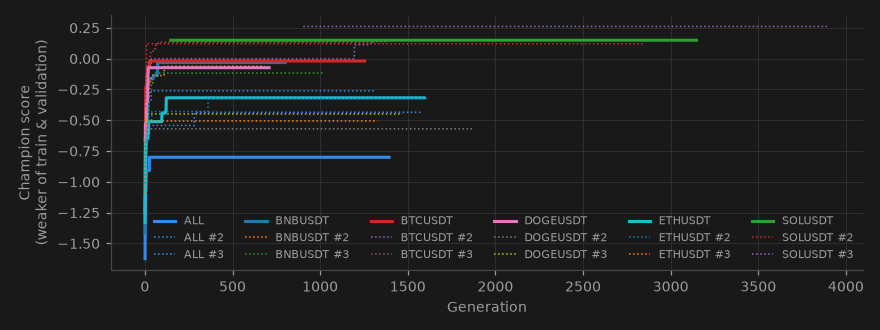 Champion score
(weaker of train & validation)
0.25
0.00
−0.25
−0.50
−0.75
−1.00
−1.25
−1.50
ALL BNBUSDT BTCUSDT DOGEUSDT ETHUSDT SOLUSDT
ALL #2 BNBUSDT #2 BTCUSDT #2 DOGEUSDT #2 ETHUSDT #2 SOLUSDT #2
ALL #3 BNBUSDT #3 BTCUSDT #3 DOGEUSDT #3 ETHUSDT #3 SOLUSDT #3
0 500 1000 1500 2000 2500 3000 3500 4000
Generation